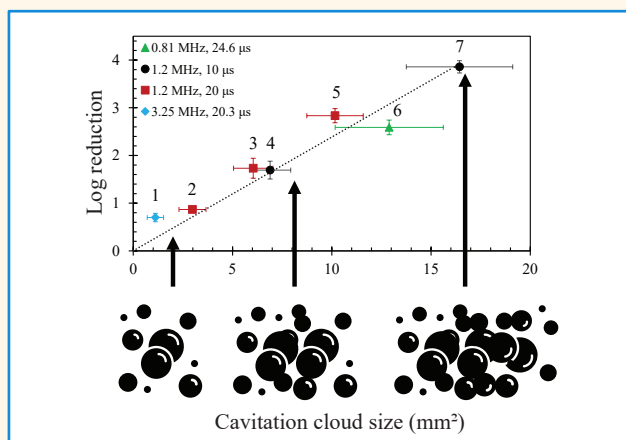 0.81 MHz, 24.6 µs
1.2 MHz, 10 µs
1.2 MHz, 20 µs
3.25 MHz, 20.3 µs
Log reduction
4
3
2
1
0
1
2
3
4
5
6
7
0
5
10
15
20
Cavitation cloud size (mm²)